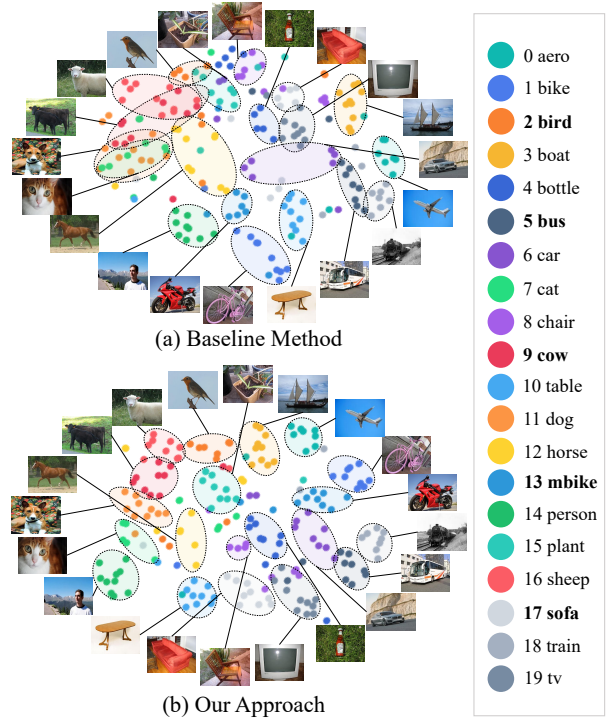 (a) Baseline Method
(b) Our Approach
0 aero
1 bike
2 bird
3 boat
4 bottle
5 bus
6 car
7 cat
8 chair
9 cow
10 table
11 dog
12 horse
13 mbike
14 person
15 plant
16 sheep
17 sofa
18 train
19 tv